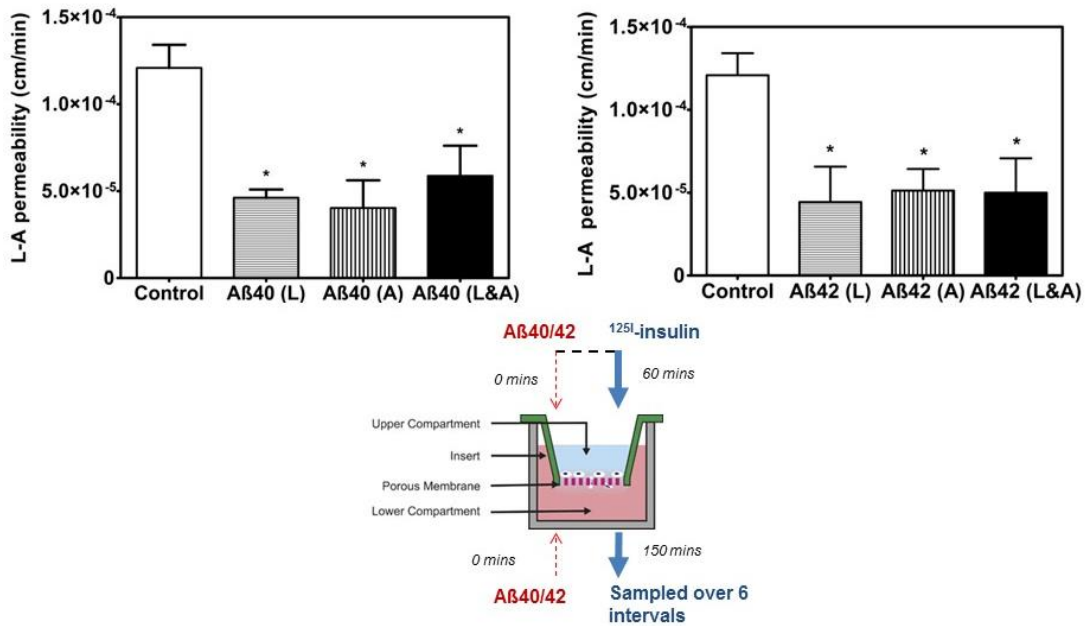 L-A permeability (cm/min)
1.5×10⁻⁴
1.0×10⁻⁴
5.0×10⁻⁵
0
*
*
*
Control Aß40 (L) Aß40 (A) Aß40 (L&A)
L-A permeability (cm/min)
1.5×10⁻⁴
1.0×10⁻⁴
5.0×10⁻⁵
0
*
*
*
Control Aß42 (L) Aß42 (A) Aß42 (L&A)
Aß40/42
¹²⁵I-insulin
0 mins
60 mins
Upper Compartment
Insert
Porous Membrane
Lower Compartment
0 mins
150 mins
Aß40/42
Sampled over 6
intervals